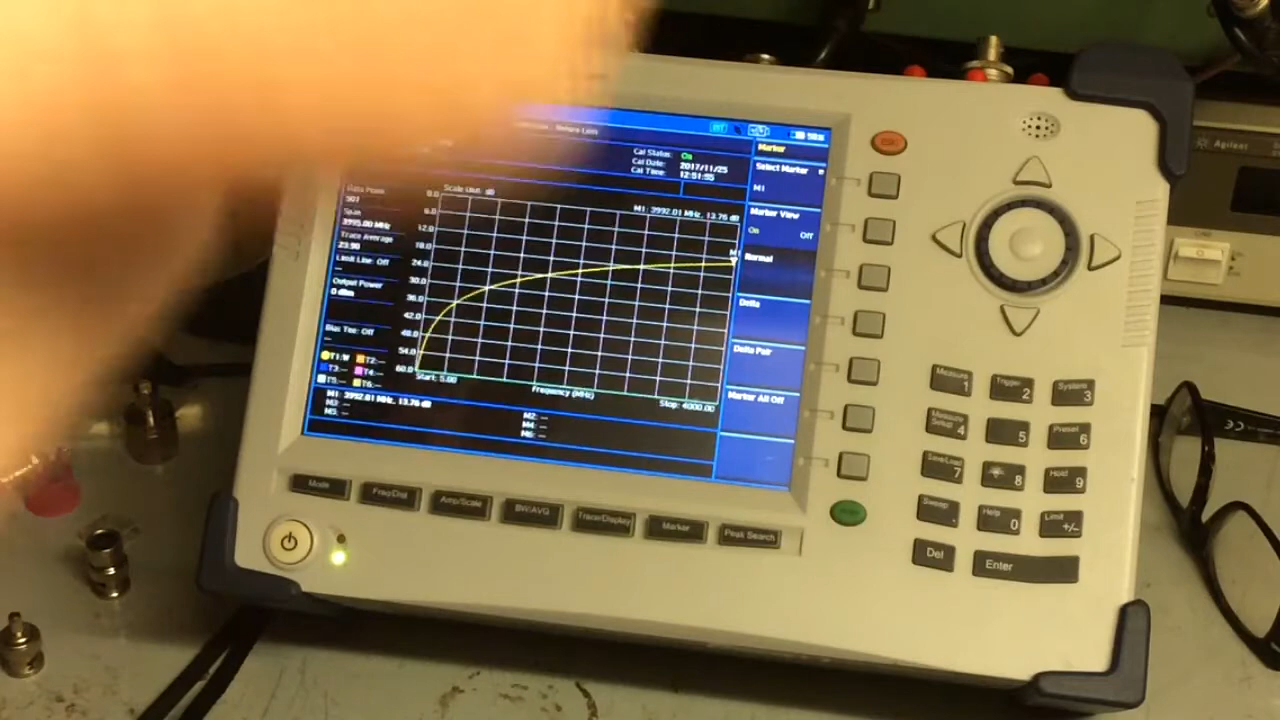 Return Loss
Cal Status: On
Cal Date: 2017/11/25
Cal Time: 12:51:55
Marker
Select Marker
M1
Marker View
On Off
Normal
Delta
Delta Pair
Marker All Off
Data Point
501
Span
3995.00 MHz
Trace Average
Limit Line: Off
Output Power
0 dBm
Bias Tee: Off
T1:W T2:--
T3:-- T4:--
T5:-- T6:--
Scale Unit: dB
M1: 3992.01 MHz, 13.76 dB
0.0
6.0
12.0
18.0
24.0
30.0
36.0
42.0
48.0
54.0
60.0
M1
Start: 5.00
Frequency (MHz)
Stop: 4000.00
M1: 3992.01 MHz, 13.76 dB
M2: --
M3: --
M4: --
M5: --
M6: --
Mode
Freq/Dist
Amp/Scale
BW/AVG
Trace/Display
Marker
Peak Search
Measure 1
Trigger 2
System 3
Measure Setup 4
5
Preset 6
Save/Load 7
8
Hold 9
Sweep .
Help 0
Limit +/-
Del
Enter
Agilent
CE